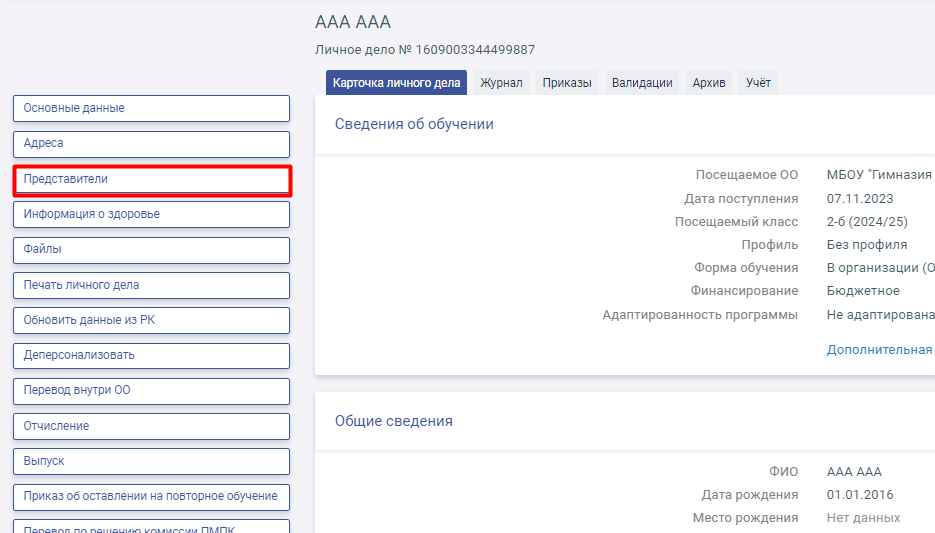 ААА ААА
Личное дело № 1609003344499887
Карточка личного дела Журнал Приказы Валидации Архив Учёт
Основные данные
Адреса
Представители
Информация о здоровье
Файлы
Печать личного дела
Обновить данные из РК
Деперсонализовать
Перевод внутри ОО
Отчисление
Выпуск
Приказ об оставлении на повторное обучение
Перевод по решению комиссии ПМПК
Сведения об обучении
Посещаемое ОО МБОУ "Гимназия
Дата поступления 07.11.2023
Посещаемый класс 2-б (2024/25)
Профиль Без профиля
Форма обучения В организации (О
Финансирование Бюджетное
Адаптированность программы Не адаптирована
Дополнительная
Общие сведения
ФИО ААА ААА
Дата рождения 01.01.2016
Место рождения Нет данных